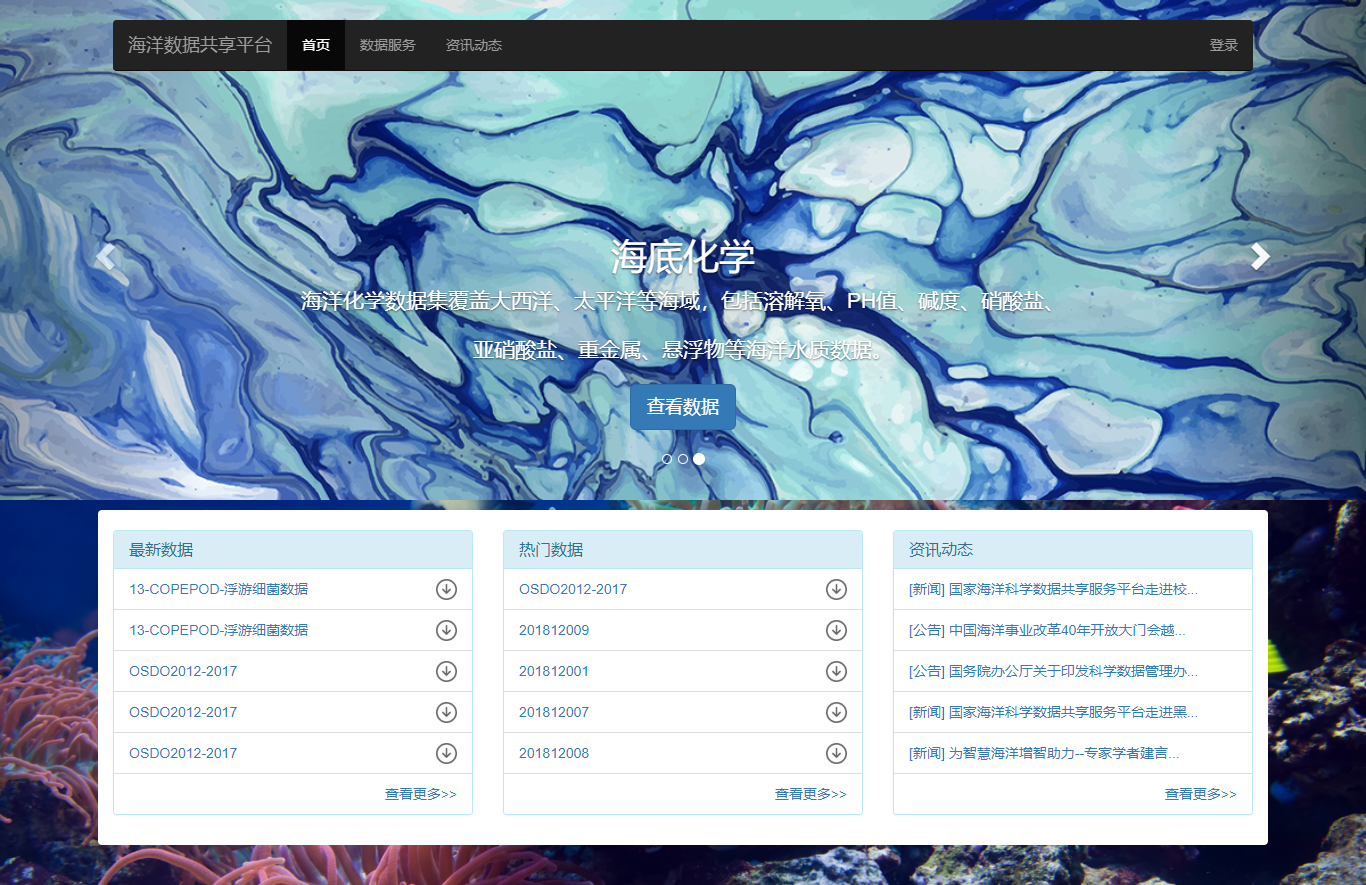 海洋数据共享平台 首页 数据服务 资讯动态 登录
海底化学
海洋化学数据集覆盖大西洋、太平洋等海域，包括溶解氧、PH值、碱度、硝酸盐、
亚硝酸盐、重金属、悬浮物等海洋水质数据。
查看数据
最新数据
13-COPEPOD-浮游细菌数据
13-COPEPOD-浮游细菌数据
OSDO2012-2017
OSDO2012-2017
OSDO2012-2017
查看更多>>
热门数据
OSDO2012-2017
201812009
201812001
201812007
201812008
查看更多>>
资讯动态
[新闻] 国家海洋科学数据共享服务平台走进校...
[公告] 中国海洋事业改革40年开放大门会越...
[公告] 国务院办公厅关于印发科学数据管理办...
[新闻] 国家海洋科学数据共享服务平台走进黑...
[新闻] 为智慧海洋增智助力--专家学者建言...
查看更多>>